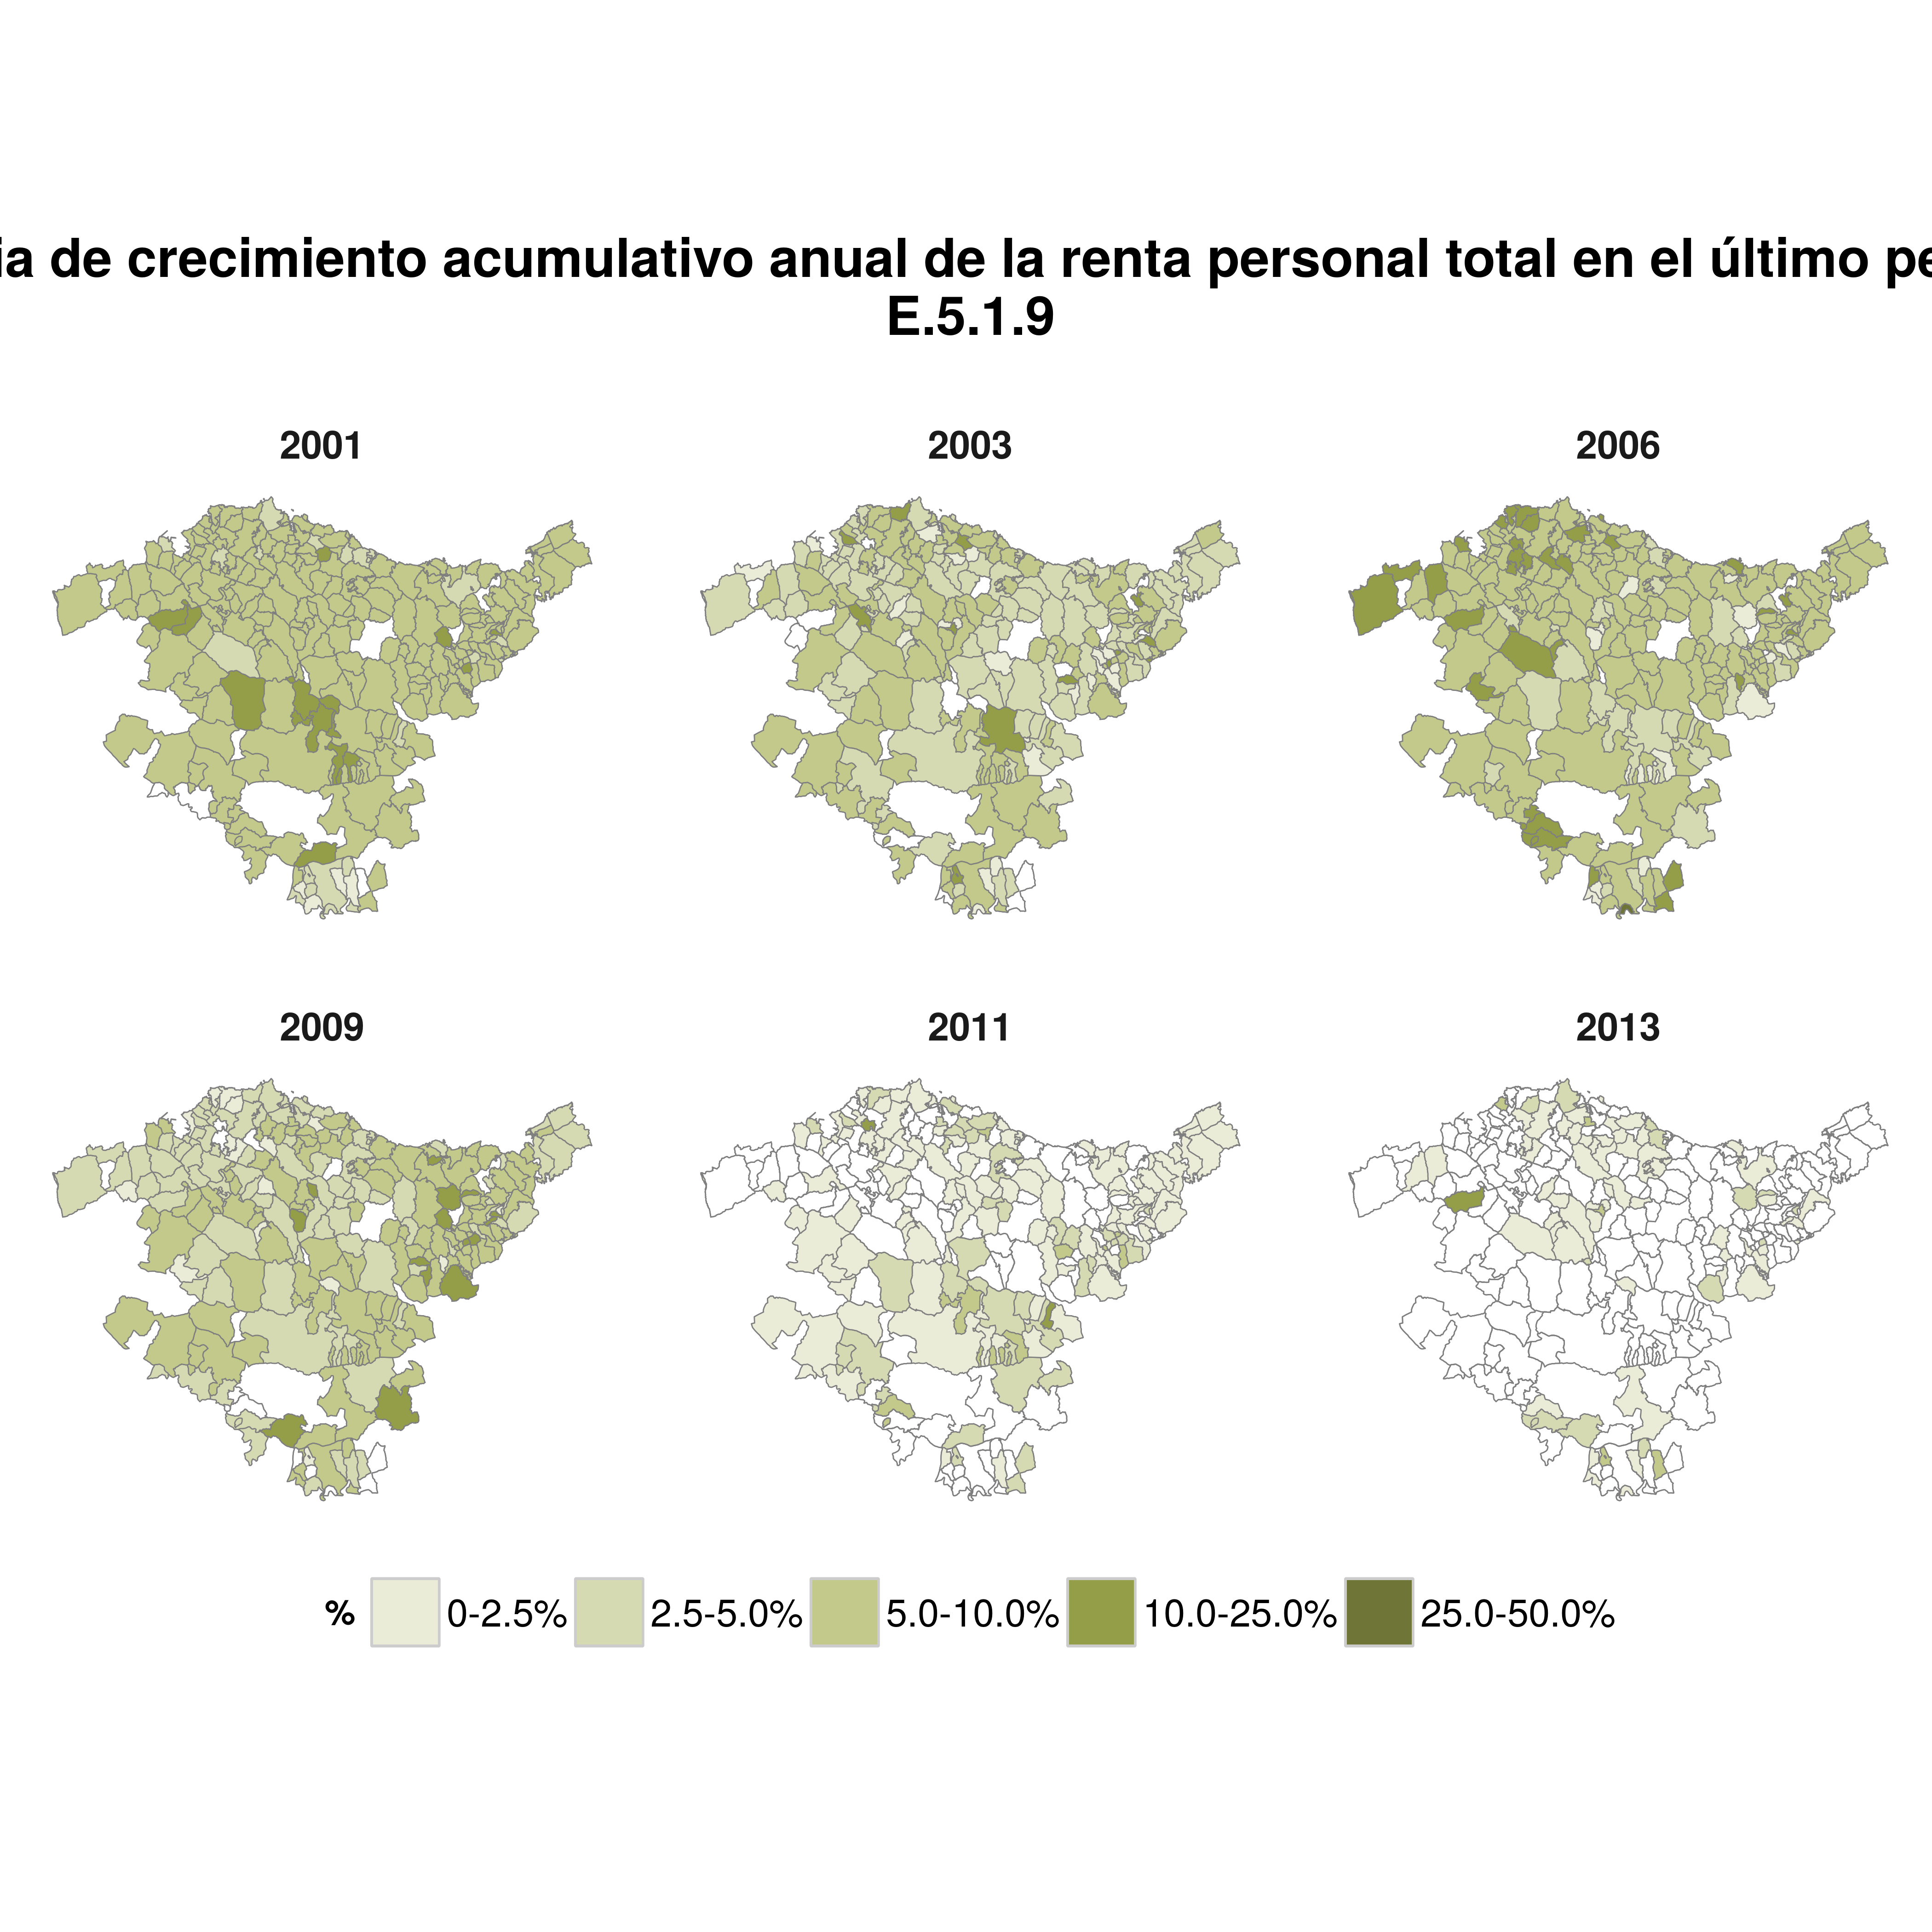 ia de crecimiento acumulativo anual de la renta personal total en el último pe
E.5.1.9
2001
2003
2006
2009
2011
2013
% 0-2.5% 2.5-5.0% 5.0-10.0% 10.0-25.0% 25.0-50.0%